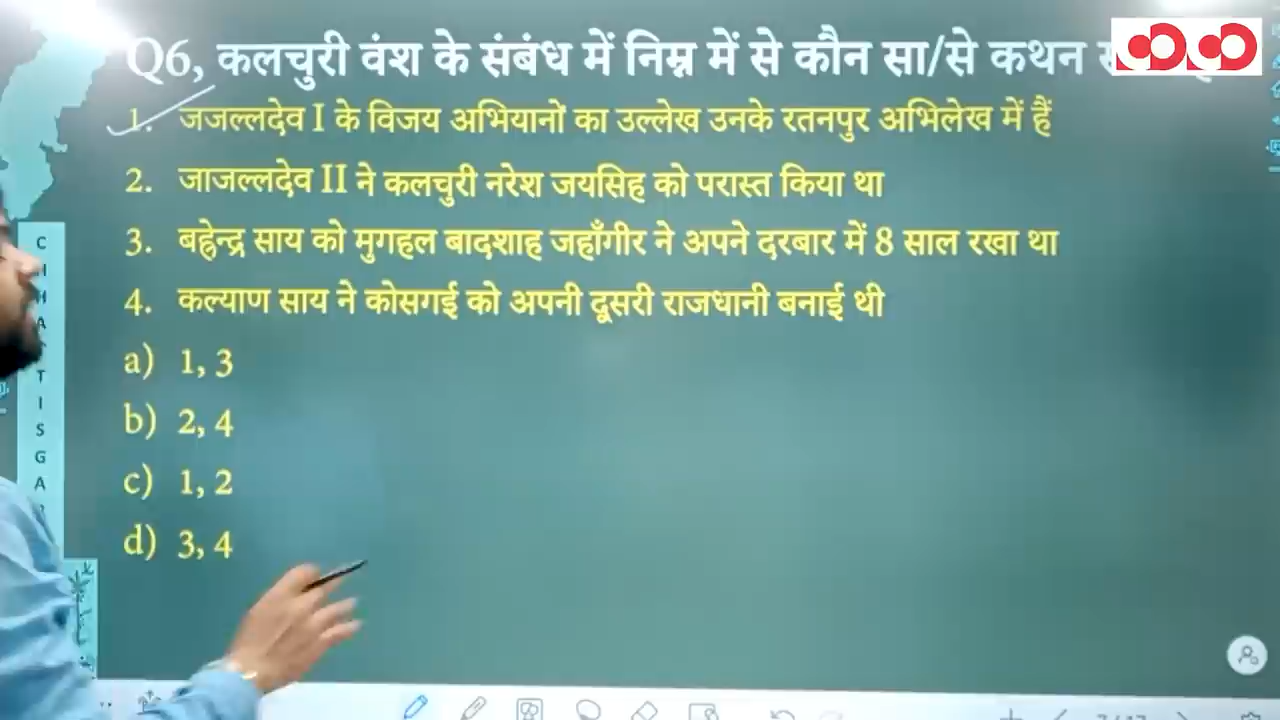 Q6, कलचुरी वंश के संबंध में निम्न में से कौन सा/से कथन
1. जजल्लदेव I के विजय अभियानों का उल्लेख उनके रतनपुर अभिलेख में हैं
2. जाजल्लदेव II ने कलचुरी नरेश जयसिह को परास्त किया था
3. बह्रेन्द्र साय को मुगहल बादशाह जहाँगीर ने अपने दरबार में 8 साल रखा था
4. कल्याण साय ने कोसगई को अपनी दूसरी राजधानी बनाई थी
a) 1, 3
b) 2, 4
c) 1, 2
d) 3, 4